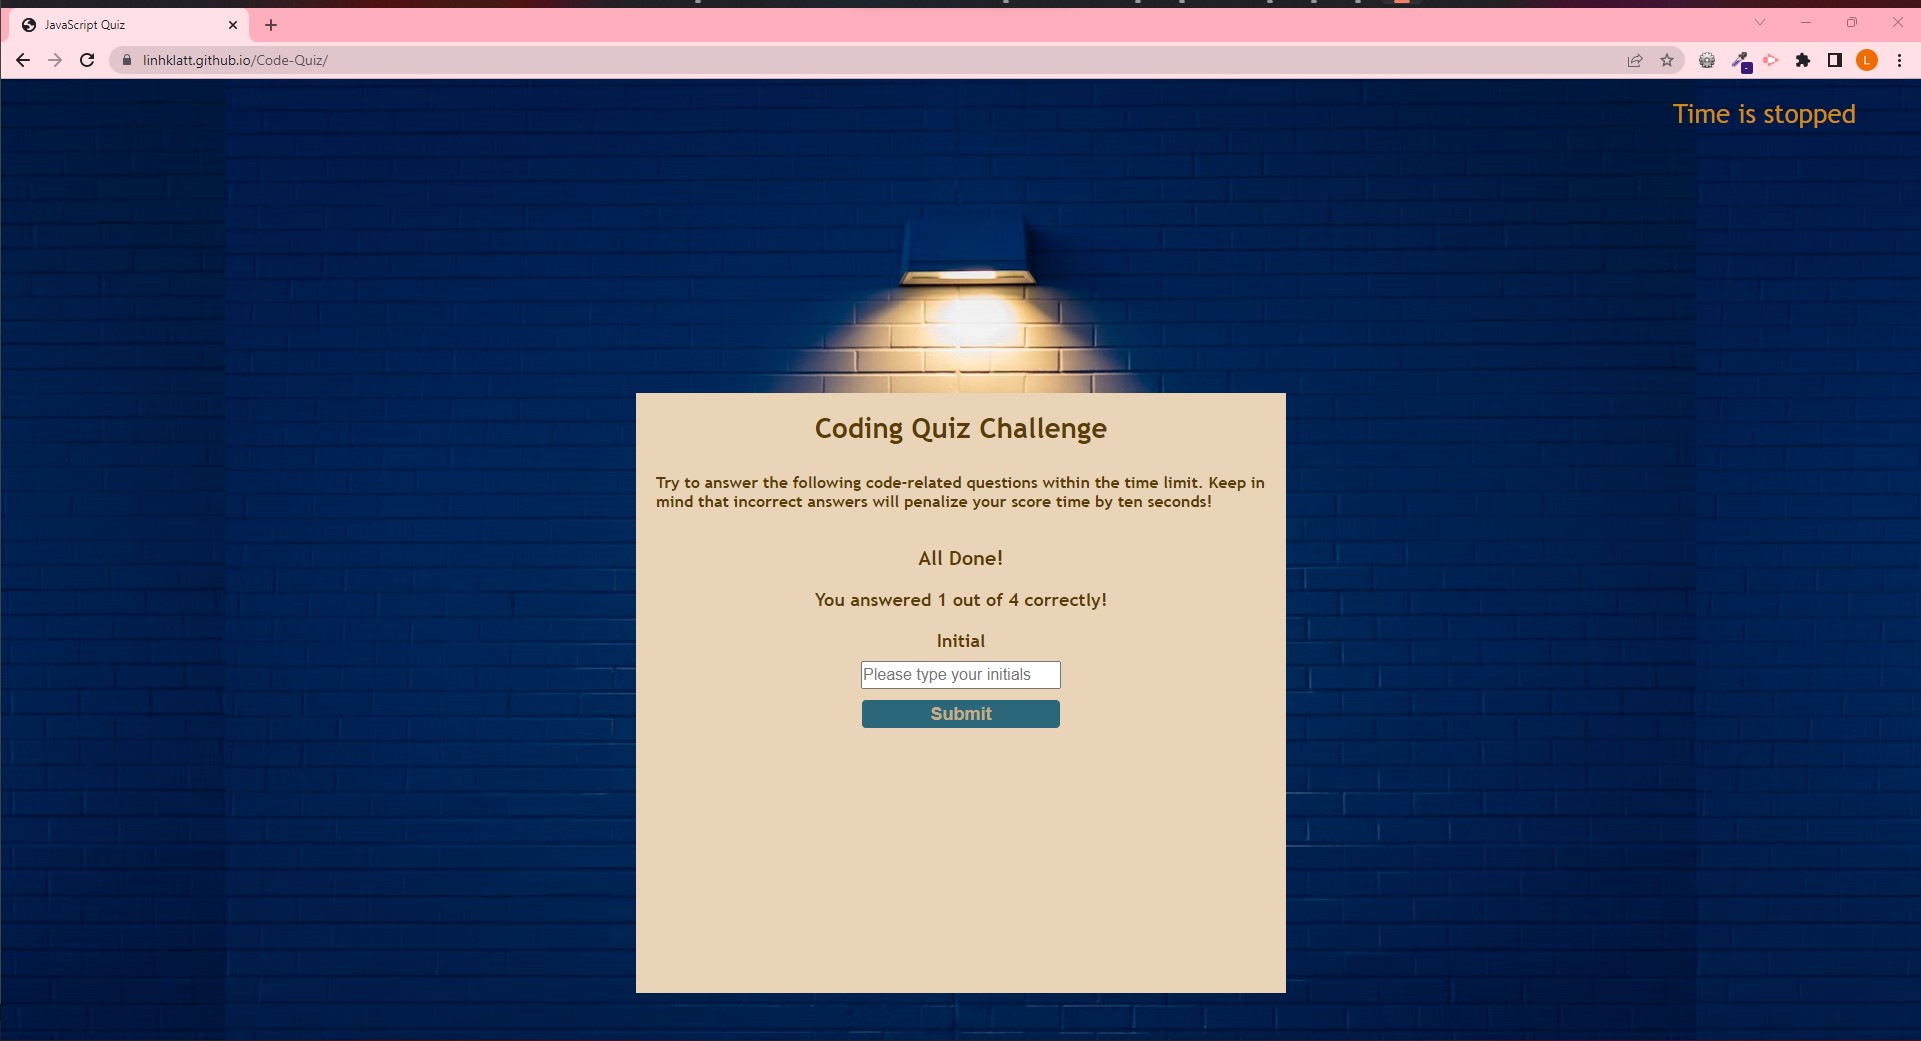 JavaScript Quiz
linhklatt.github.io/Code-Quiz/
L
Time is stopped
Coding Quiz Challenge
Try to answer the following code-related questions within the time limit. Keep in
mind that incorrect answers will penalize your score time by ten seconds!
All Done!
You answered 1 out of 4 correctly!
Initial
Please type your initials
Submit